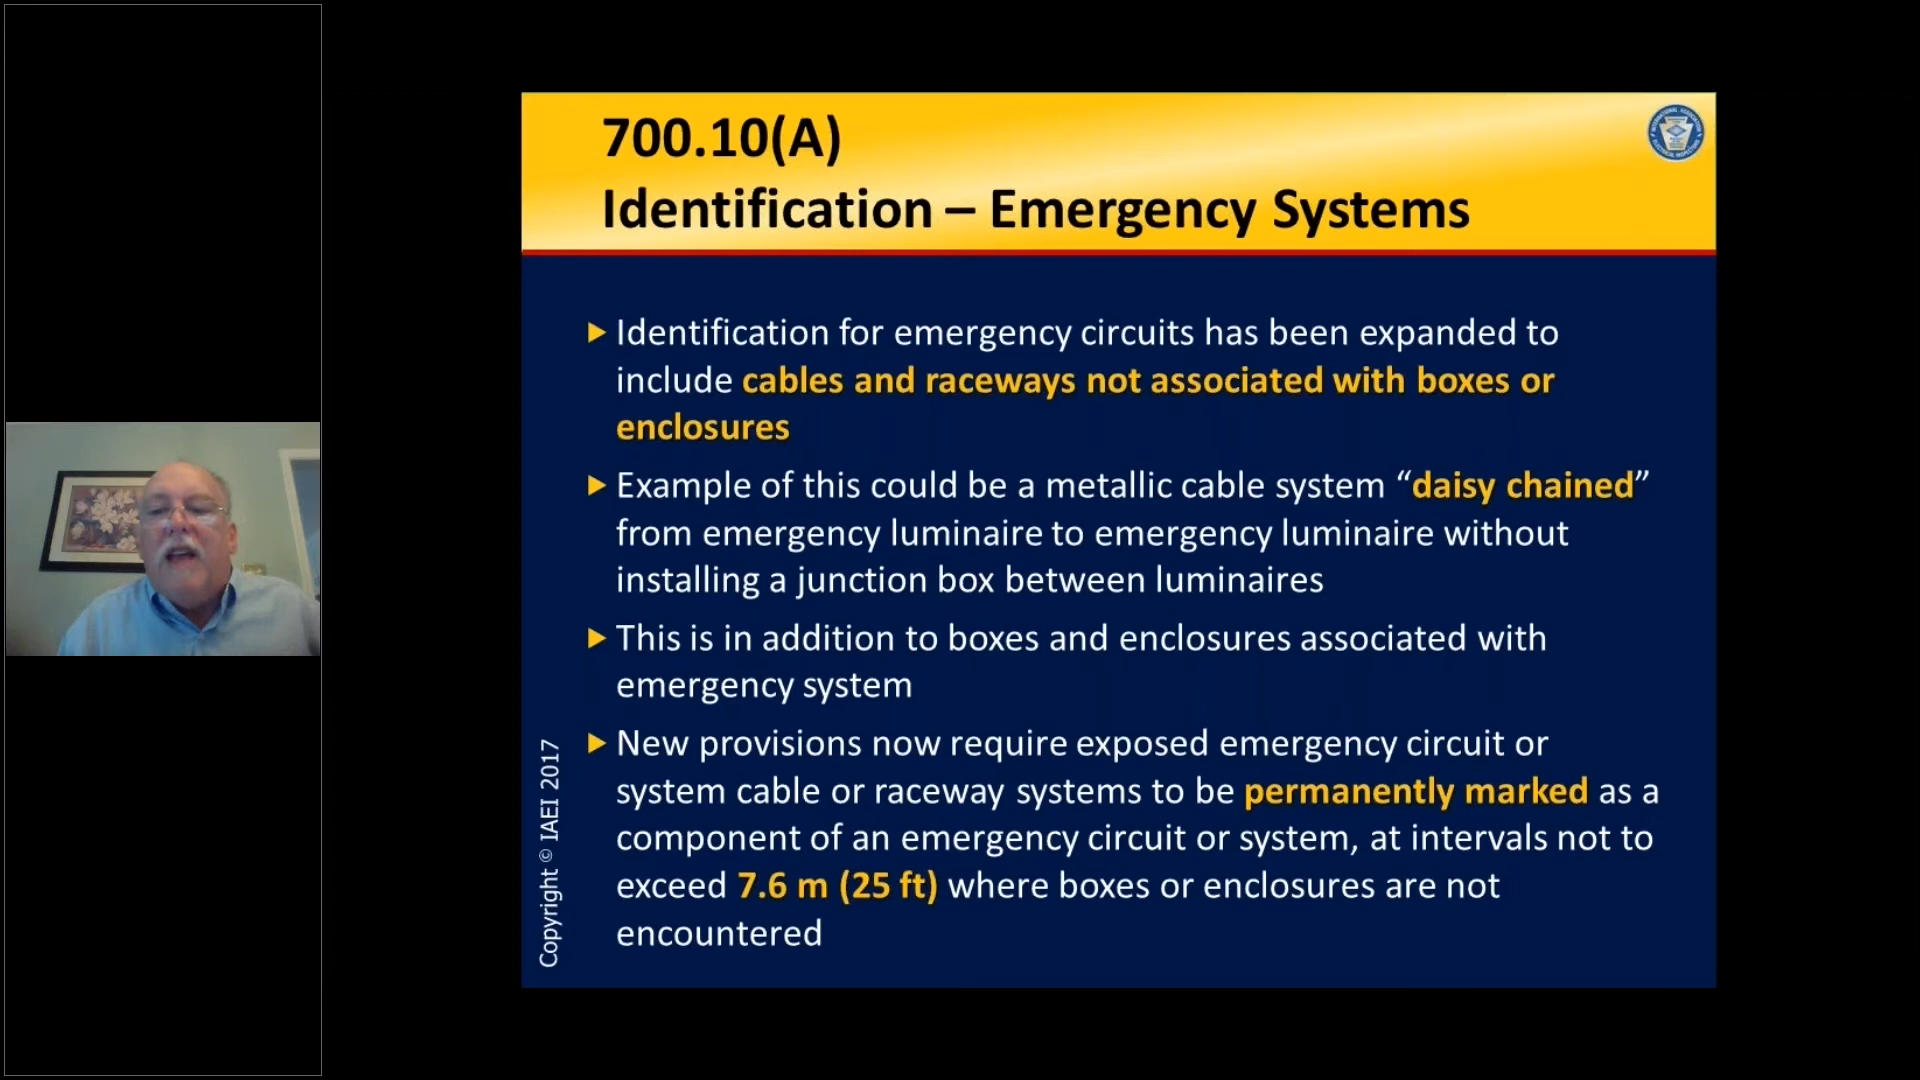 700.10(A)
Identification – Emergency Systems
Identification for emergency circuits has been expanded to
include cables and raceways not associated with boxes or
enclosures
Example of this could be a metallic cable system “daisy chained”
from emergency luminaire to emergency luminaire without
installing a junction box between luminaires
This is in addition to boxes and enclosures associated with
emergency system
New provisions now require exposed emergency circuit or
system cable or raceway systems to be permanently marked as a
component of an emergency circuit or system, at intervals not to
exceed 7.6 m (25 ft) where boxes or enclosures are not
encountered
Copyright © IAEI 2017